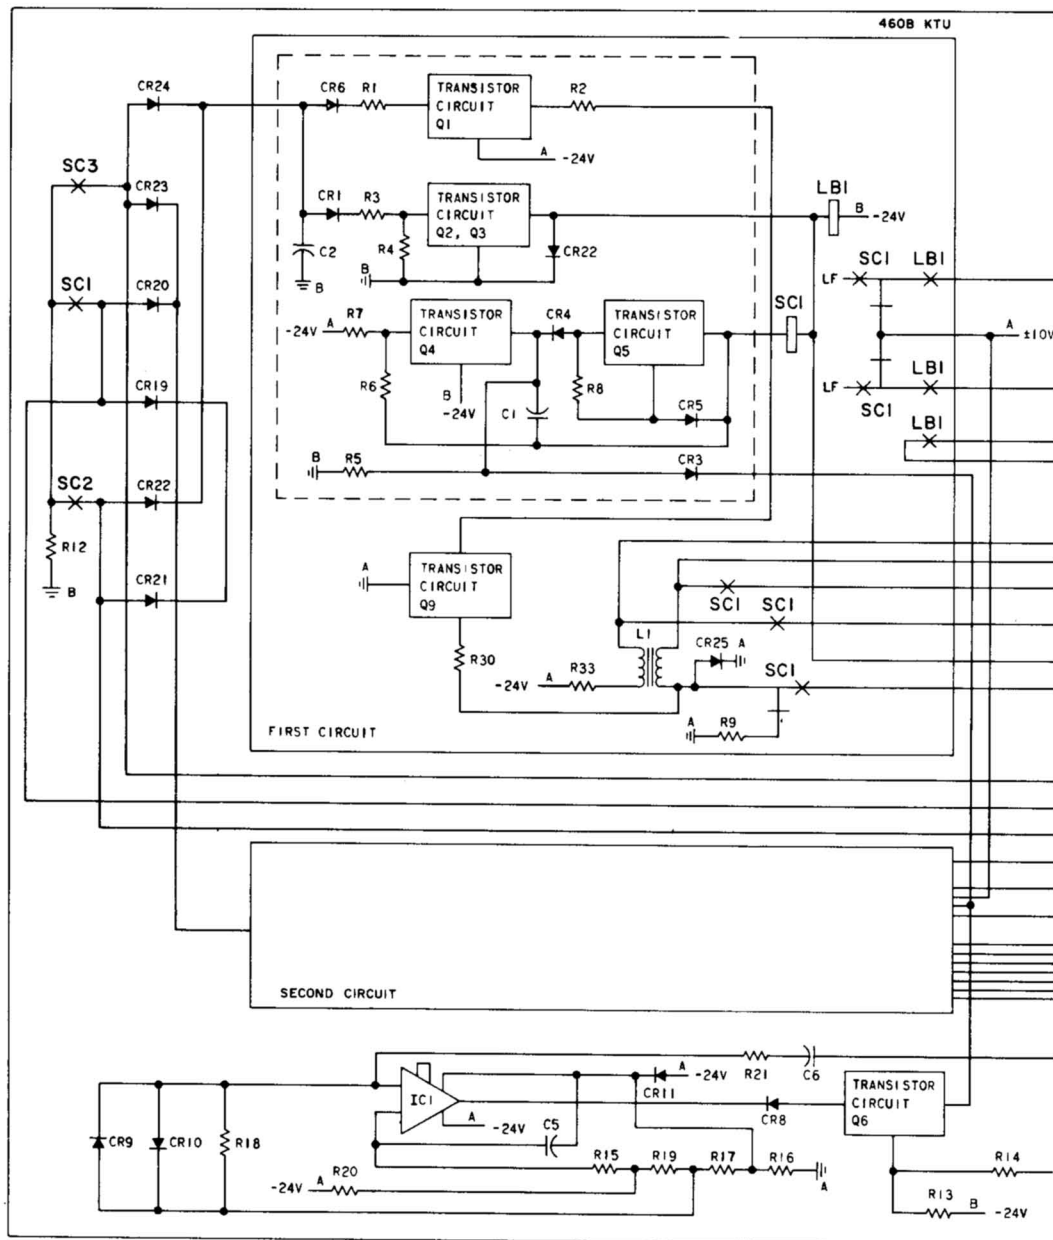 460B KTU
CR24
CR6
R1
TRANSISTOR
CIRCUIT
Q1
R2
A
-24V
SC3
CR23
CR1
R3
TRANSISTOR
CIRCUIT
Q2, Q3
LB1
B
-24V
R4
CR22
C2
B
B
SC1
LB1
LF
SC1
CR20
SC1
-24V
A
R7
TRANSISTOR
CIRCUIT
Q4
CR4
TRANSISTOR
CIRCUIT
Q5
A
±10V
R6
B
-24V
C1
R8
CR5
LF
SC1
LB1
CR19
LB1
B
R5
CR3
SC2
CR22
R12
B
CR21
A
TRANSISTOR
CIRCUIT
Q9
SC1
SC1
L1
CR25
A
R30
-24V
A
R33
SC1
A
R9
FIRST CIRCUIT
SECOND CIRCUIT
R21
C6
IC1
CR11
A
-24V
A
-24V
CR8
TRANSISTOR
CIRCUIT
Q6
CR9
CR10
R18
C5
R15
R19
R17
R16
A
-24V
A
R20
R14
R13
B
-24V